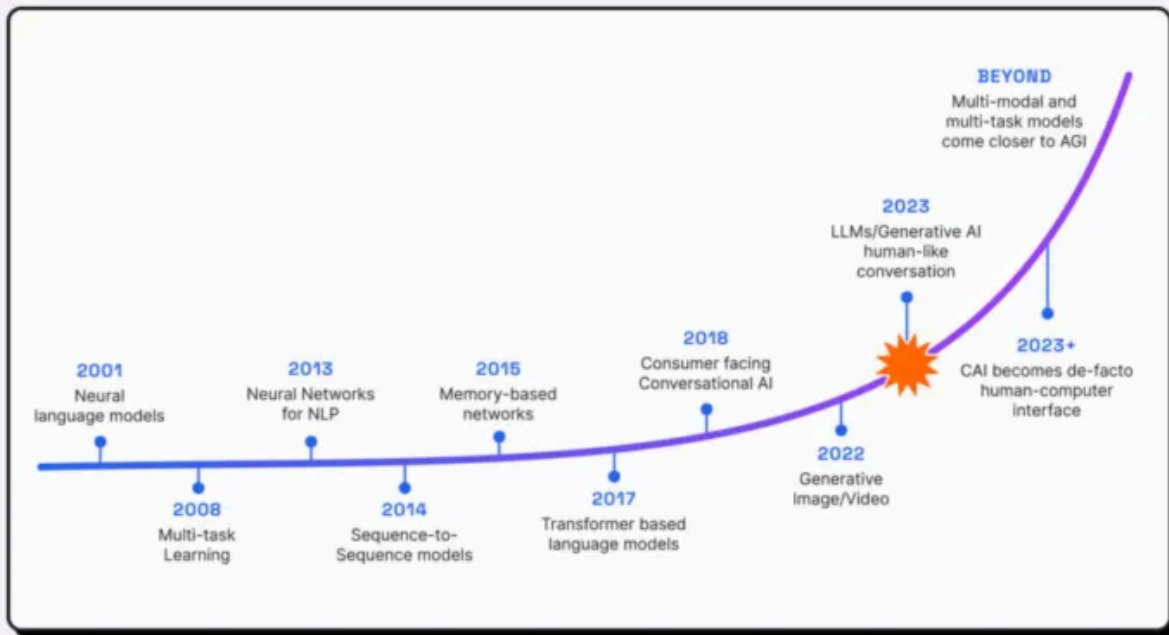 2001
Neural
language models
2008
Multi-task
Learning
2013
Neural Networks
for NLP
2014
Sequence-to-
Sequence models
2015
Memory-based
networks
2017
Transformer based
language models
2018
Consumer facing
Conversational AI
2022
Generative
Image/Video
2023
LLMs/Generative AI
human-like
conversation
2023+
CAI becomes de-facto
human-computer
interface
BEYOND
Multi-modal and
multi-task models
come closer to AGI